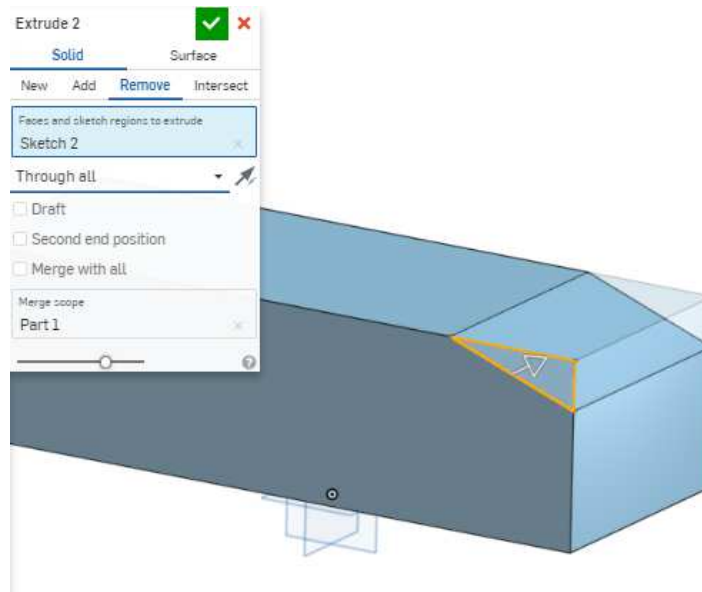 Extrude 2
Solid Surface
New Add Remove Intersect
Faces and sketch regions to extrude
Sketch 2
Through all
Draft
Second end position
Merge with all
Merge scope
Part 1